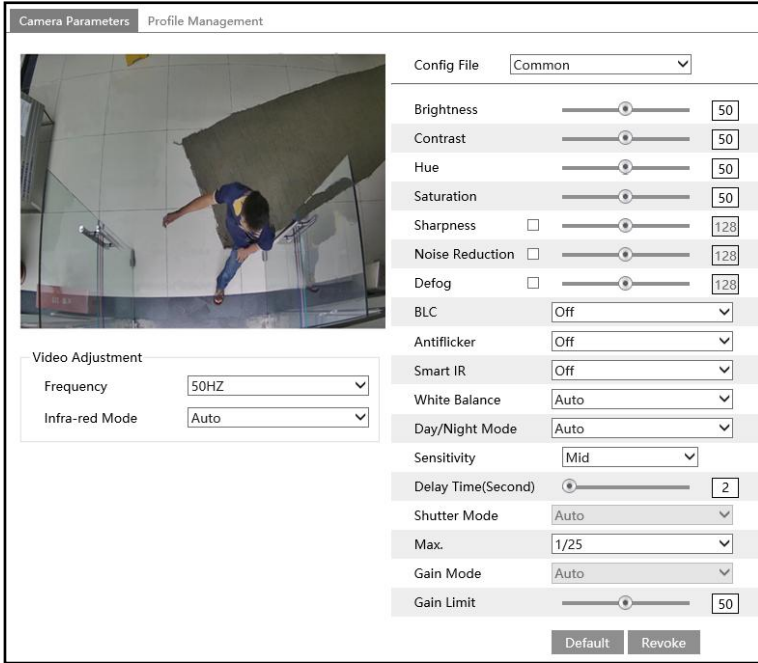 Camera Parameters Profile Management
Config File Common
Brightness 50
Contrast 50
Hue 50
Saturation 50
Sharpness 128
Noise Reduction 128
Defog 128
BLC Off
Antiflicker Off
Smart IR Off
White Balance Auto
Day/Night Mode Auto
Sensitivity Mid
Delay Time(Second) 2
Shutter Mode Auto
Max. 1/25
Gain Mode Auto
Gain Limit 50
Default Revoke
Video Adjustment
Frequency 50HZ
Infra-red Mode Auto